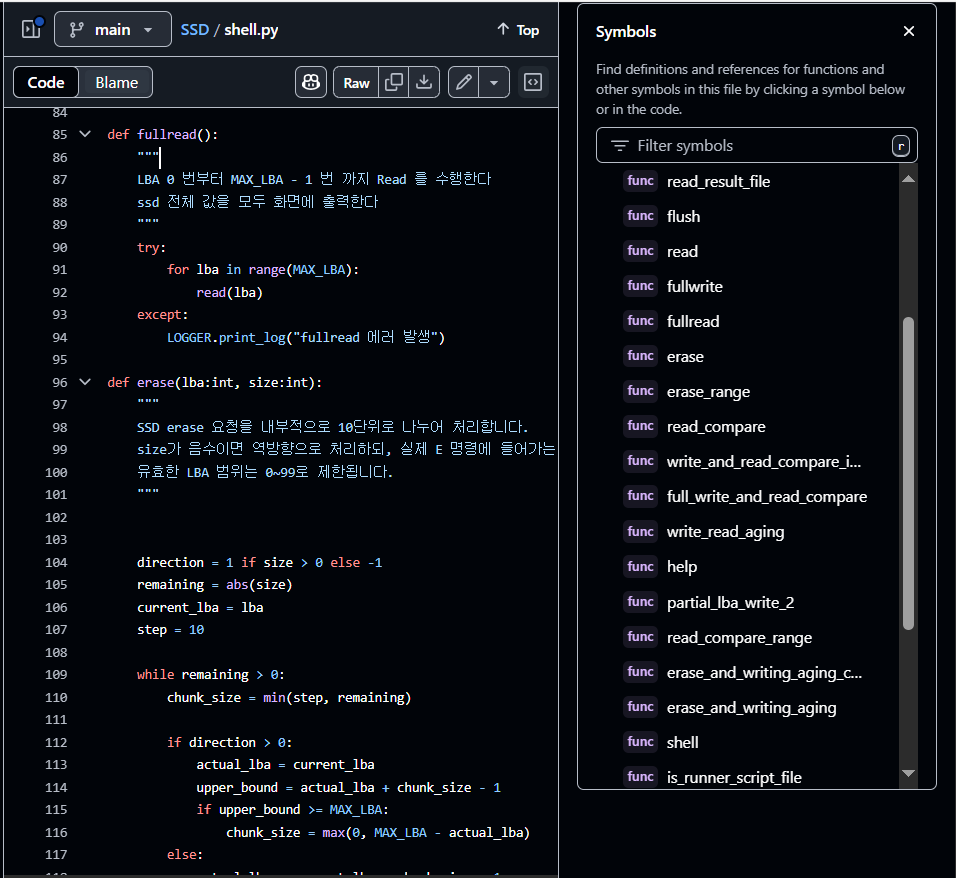 main
SSD / shell.py
Top
Code
Blame
Raw
84
85 def fullread():
86 """
87 LBA 0 번부터 MAX_LBA - 1 번 까지 Read 를 수행한다
88 ssd 전체 값을 모두 화면에 출력한다
89 """
90 try:
91 for lba in range(MAX_LBA):
92 read(lba)
93 except:
94 LOGGER.print_log("fullread 에러 발생")
95
96 def erase(lba:int, size:int):
97 """
98 SSD erase 요청을 내부적으로 10단위로 나누어 처리합니다.
99 size가 음수이면 역방향으로 처리하되, 실제 E 명령에 들어가는
100 유효한 LBA 범위는 0~99로 제한됩니다.
101 """
102
103
104 direction = 1 if size > 0 else -1
105 remaining = abs(size)
106 current_lba = lba
107 step = 10
108
109 while remaining > 0:
110 chunk_size = min(step, remaining)
111
112 if direction > 0:
113 actual_lba = current_lba
114 upper_bound = actual_lba + chunk_size - 1
115 if upper_bound >= MAX_LBA:
116 chunk_size = max(0, MAX_LBA - actual_lba)
117 else:
Symbols
Find definitions and references for functions and
other symbols in this file by clicking a symbol below
or in the code.
Filter symbols
r
func read_result_file
func flush
func read
func fullwrite
func fullread
func erase
func erase_range
func read_compare
func write_and_read_compare_i...
func full_write_and_read_compare
func write_read_aging
func help
func partial_lba_write_2
func read_compare_range
func erase_and_writing_aging_c...
func erase_and_writing_aging
func shell
func is_runner_script_file